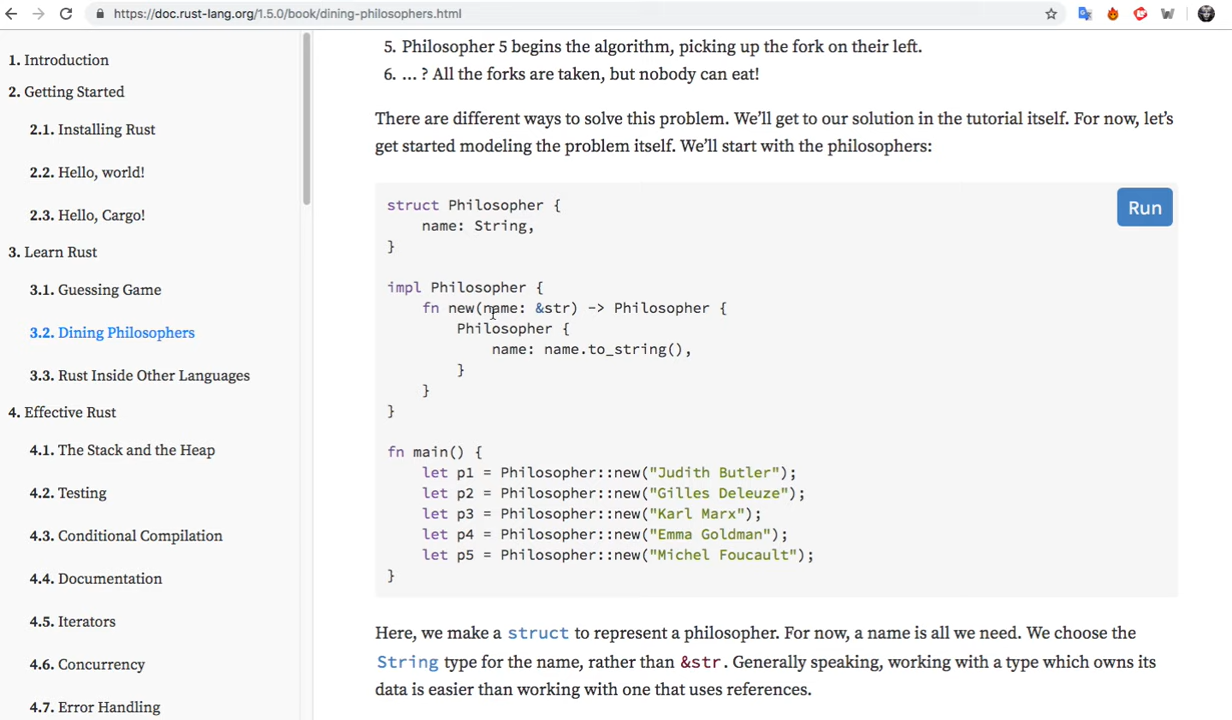 https://doc.rust-lang.org/1.5.0/book/dining-philosophers.html
1. Introduction
2. Getting Started
2.1. Installing Rust
2.2. Hello, world!
2.3. Hello, Cargo!
3. Learn Rust
3.1. Guessing Game
3.2. Dining Philosophers
3.3. Rust Inside Other Languages
4. Effective Rust
4.1. The Stack and the Heap
4.2. Testing
4.3. Conditional Compilation
4.4. Documentation
4.5. Iterators
4.6. Concurrency
4.7. Error Handling
5. Philosopher 5 begins the algorithm, picking up the fork on their left.
6. ... ? All the forks are taken, but nobody can eat!
There are different ways to solve this problem. We’ll get to our solution in the tutorial itself. For now, let’s
get started modeling the problem itself. We’ll start with the philosophers:
Run
struct Philosopher {
    name: String,
}
impl Philosopher {
    fn new(name: &str) -> Philosopher {
        Philosopher {
            name: name.to_string(),
        }
    }
}
fn main() {
    let p1 = Philosopher::new("Judith Butler");
    let p2 = Philosopher::new("Gilles Deleuze");
    let p3 = Philosopher::new("Karl Marx");
    let p4 = Philosopher::new("Emma Goldman");
    let p5 = Philosopher::new("Michel Foucault");
}
Here, we make a struct to represent a philosopher. For now, a name is all we need. We choose the
String type for the name, rather than &str. Generally speaking, working with a type which owns its
data is easier than working with one that uses references.